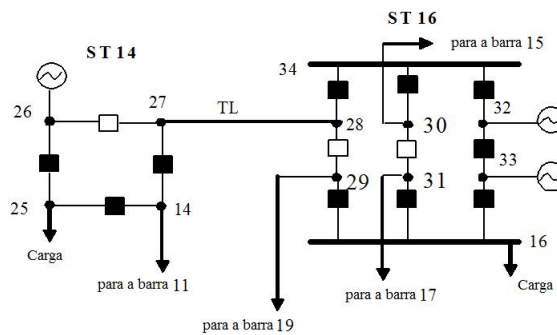 ST 14
ST 16
para a barra 15
34
26
27
TL
28
30
32
29
31
33
25
14
16
Carga
para a barra 11
para a barra 19
para a barra 17
Carga